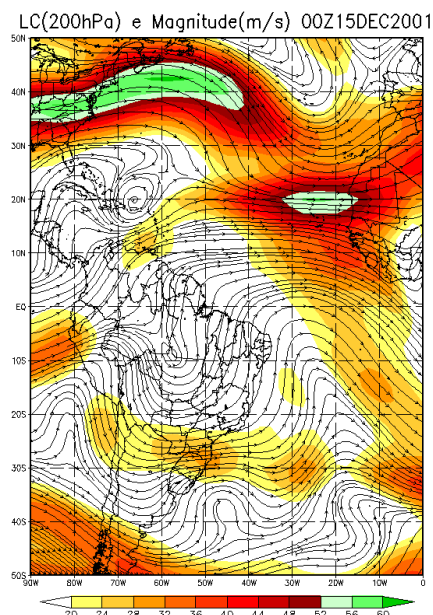 LC(200hPa) e Magnitude(m/s) 00Z15DEC2001
50N
40N
30N
20N
10N
EQ
10S
20S
30S
40S
50S
90W 80W 70W 60W 50W 40W 30W 20W 10W 0
20 24 28 32 36 40 44 48 52 56 60